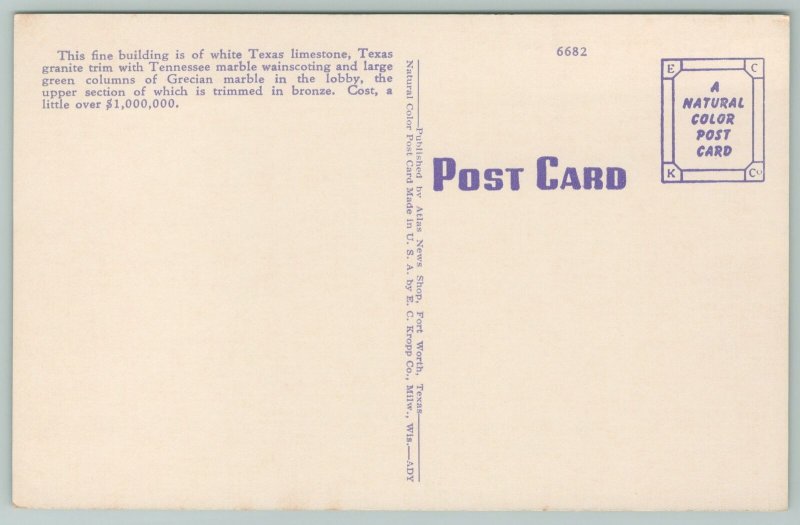 This fine building is of white Texas limestone, Texas
granite trim with Tennessee marble wainscoting and large
green columns of Grecian marble in the lobby, the
upper section of which is trimmed in bronze. Cost, a
little over $1,000,000.
—Published by Atlas News Shop, Fort Worth, Texas—
Natural Color Post Card Made in U. S. A. by E. C. Kropp Co., Milw., Wis.—ADY
6682
POST CARD
E C
A
NATURAL
COLOR
POST
CARD
K Co